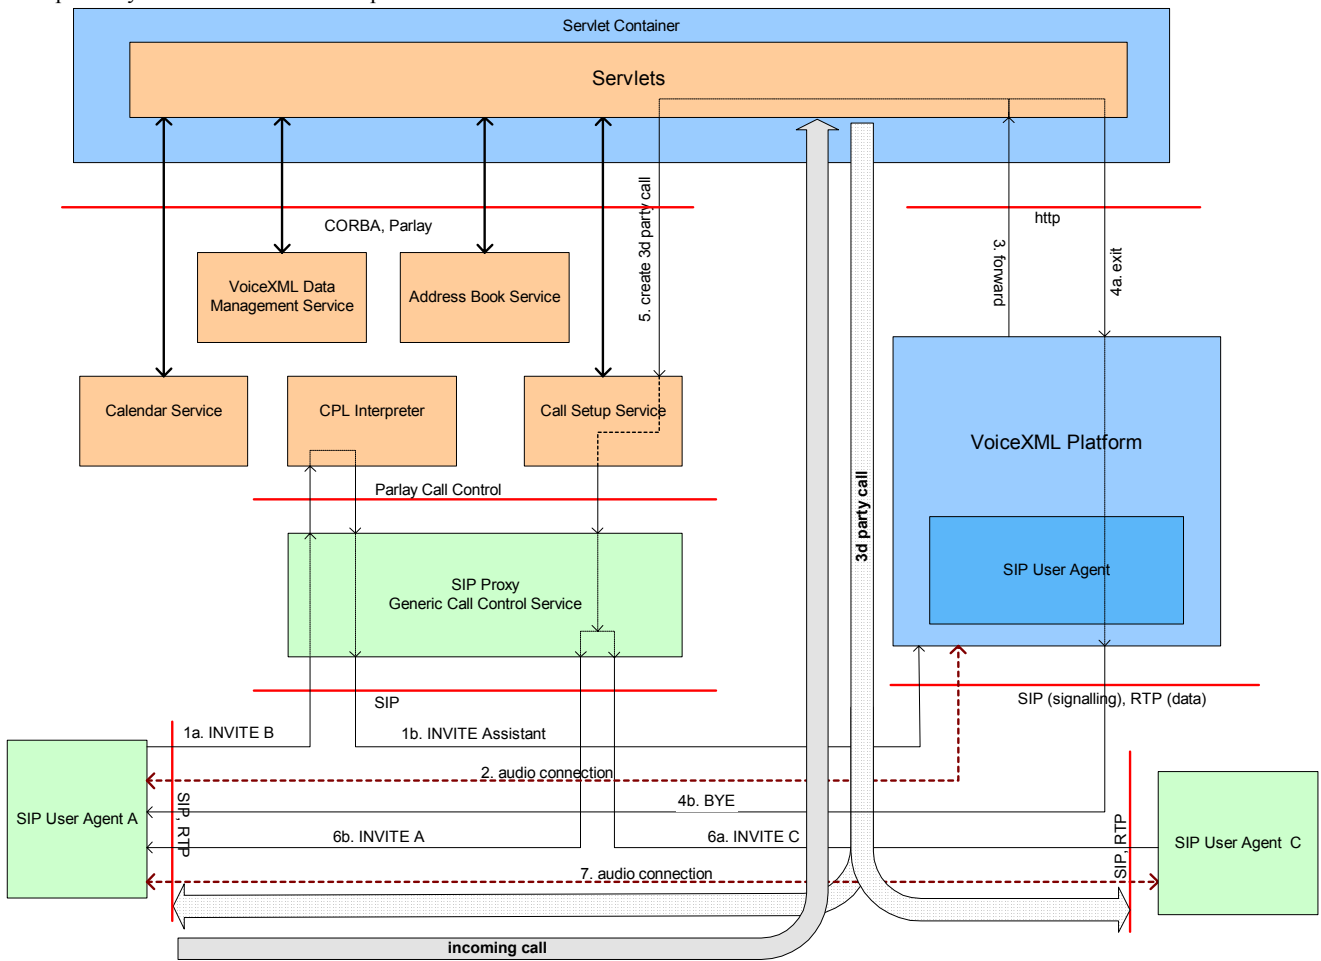 Servlet Container
Servlets
5. create 3d party call
CORBA, Parlay
http
3. forward
4a. exit
VoiceXML Data
Management Service
Address Book Service
Calendar Service
CPL Interpreter
Call Setup Service
VoiceXML Platform
Parlay Call Control
3d party call
SIP User Agent
SIP Proxy
Generic Call Control Service
SIP
SIP (signalling), RTP (data)
1a. INVITE B
1b. INVITE Assistant
2. audio connection
SIP, RTP
4b. BYE
SIP User Agent A
6b. INVITE A
6a. INVITE C
SIP, RTP
SIP User Agent C
7. audio connection
incoming call